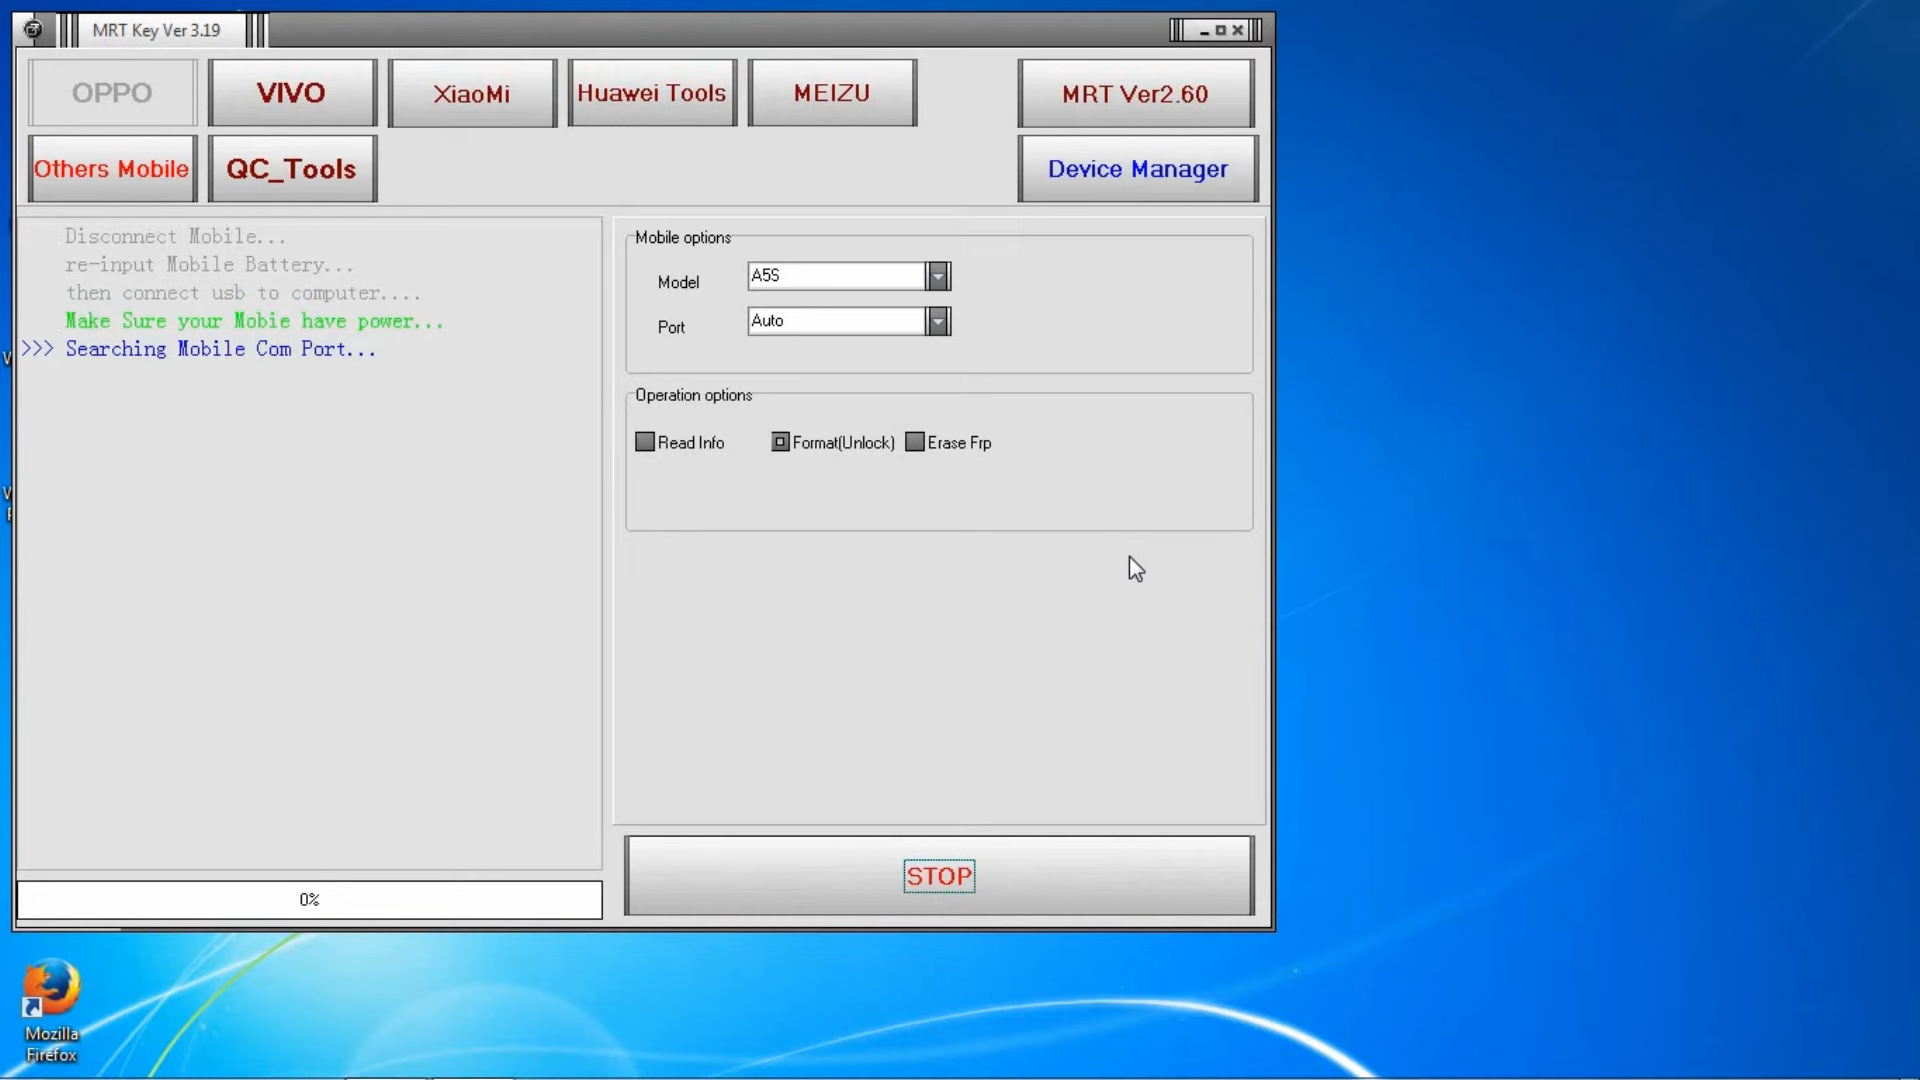 MRT Key Ver 3.19
OPPO
VIVO
XiaoMi
Huawei Tools
MEIZU
MRT Ver2.60
Others Mobile
QC_Tools
Device Manager
Disconnect Mobile...
re-input Mobile Battery...
then connect usb to computer....
Make Sure your Mobie have power...
>>> Searching Mobile Com Port...
Mobile options
Model
A5S
Port
Auto
Operation options
Read Info
Format(Unlock)
Erase Frp
0%
STOP
Mozilla
Firefox